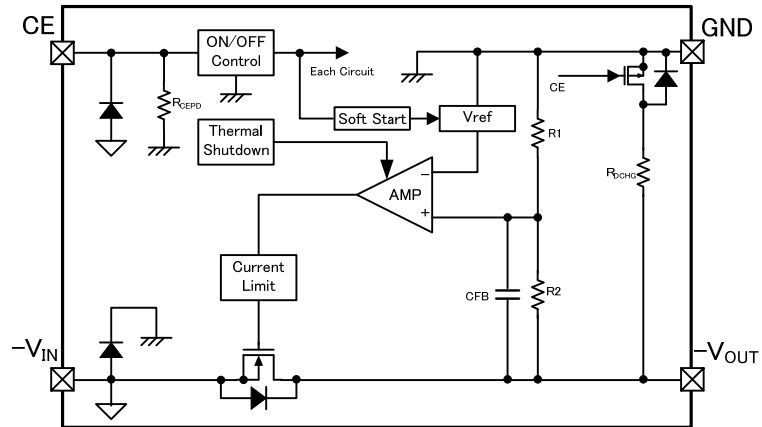 CE
GND
ON/OFF
Control
Each Circuit
R_CEPD
CE
Soft Start
Vref
R1
Thermal
Shutdown
R_DCHG
−
AMP
+
Current
Limit
CFB
R2
−V_IN
−V_OUT